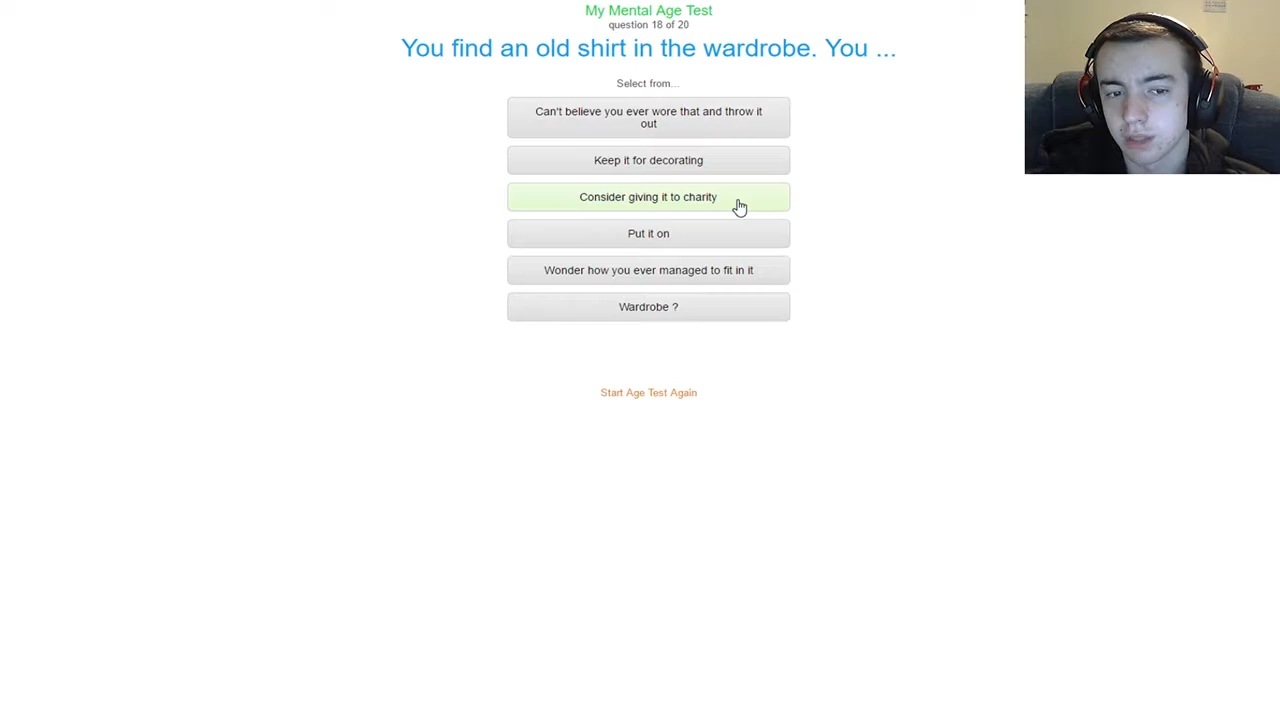 My Mental Age Test
question 18 of 20
You find an old shirt in the wardrobe. You ...
Select from...
Can't believe you ever wore that and throw it
out
Keep it for decorating
Consider giving it to charity
Put it on
Wonder how you ever managed to fit in it
Wardrobe ?
Start Age Test Again